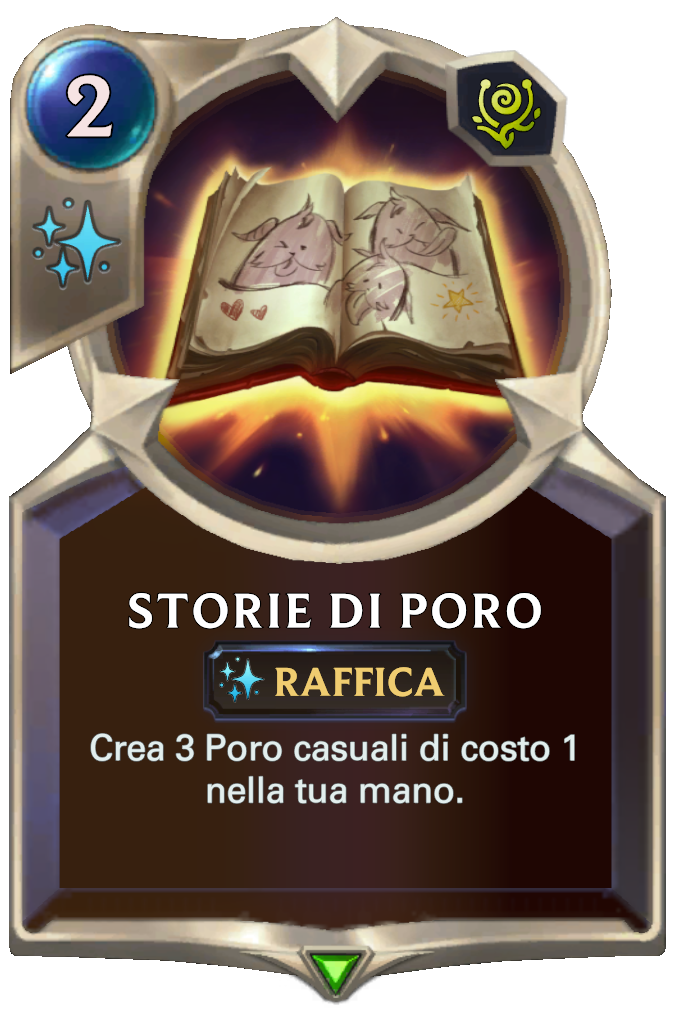 2
STORIE DI PORO
RAFFICA
Crea 3 Poro casuali di costo 1
nella tua mano.